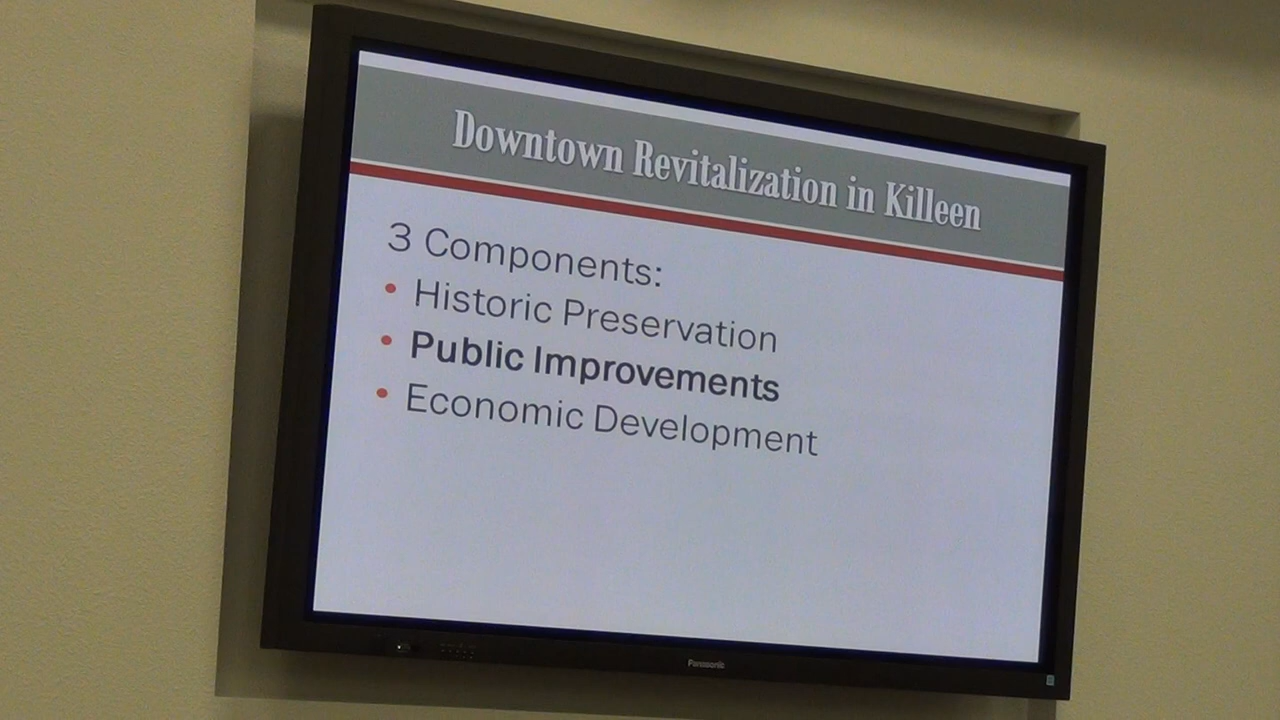 Downtown Revitalization in Killeen
3 Components:
• Historic Preservation
• Public Improvements
• Economic Development
Panasonic